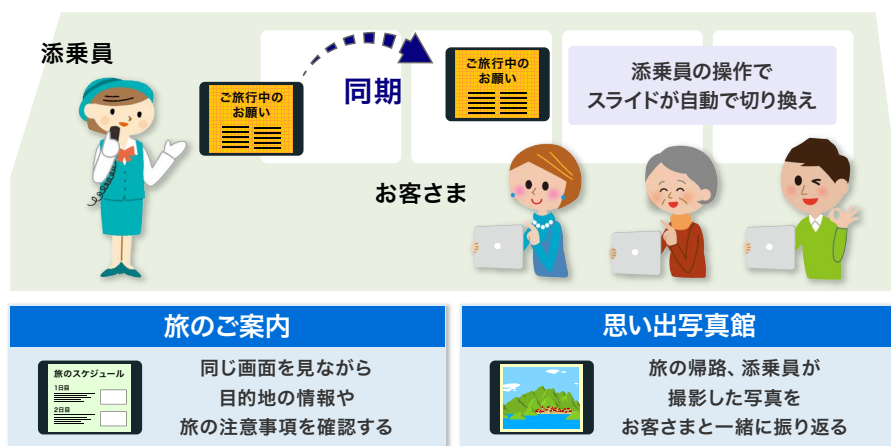 添乗員
ご旅行中の
お願い
同期
ご旅行中の
お願い
添乗員の操作で
スライドが自動で切り換え
お客さま
旅のご案内
旅のスケジュール
1日目
2日目
同じ画面を見ながら
目的地の情報や
旅の注意事項を確認する
思い出写真館
旅の帰路、添乗員が
撮影した写真を
お客さまと一緒に振り返る